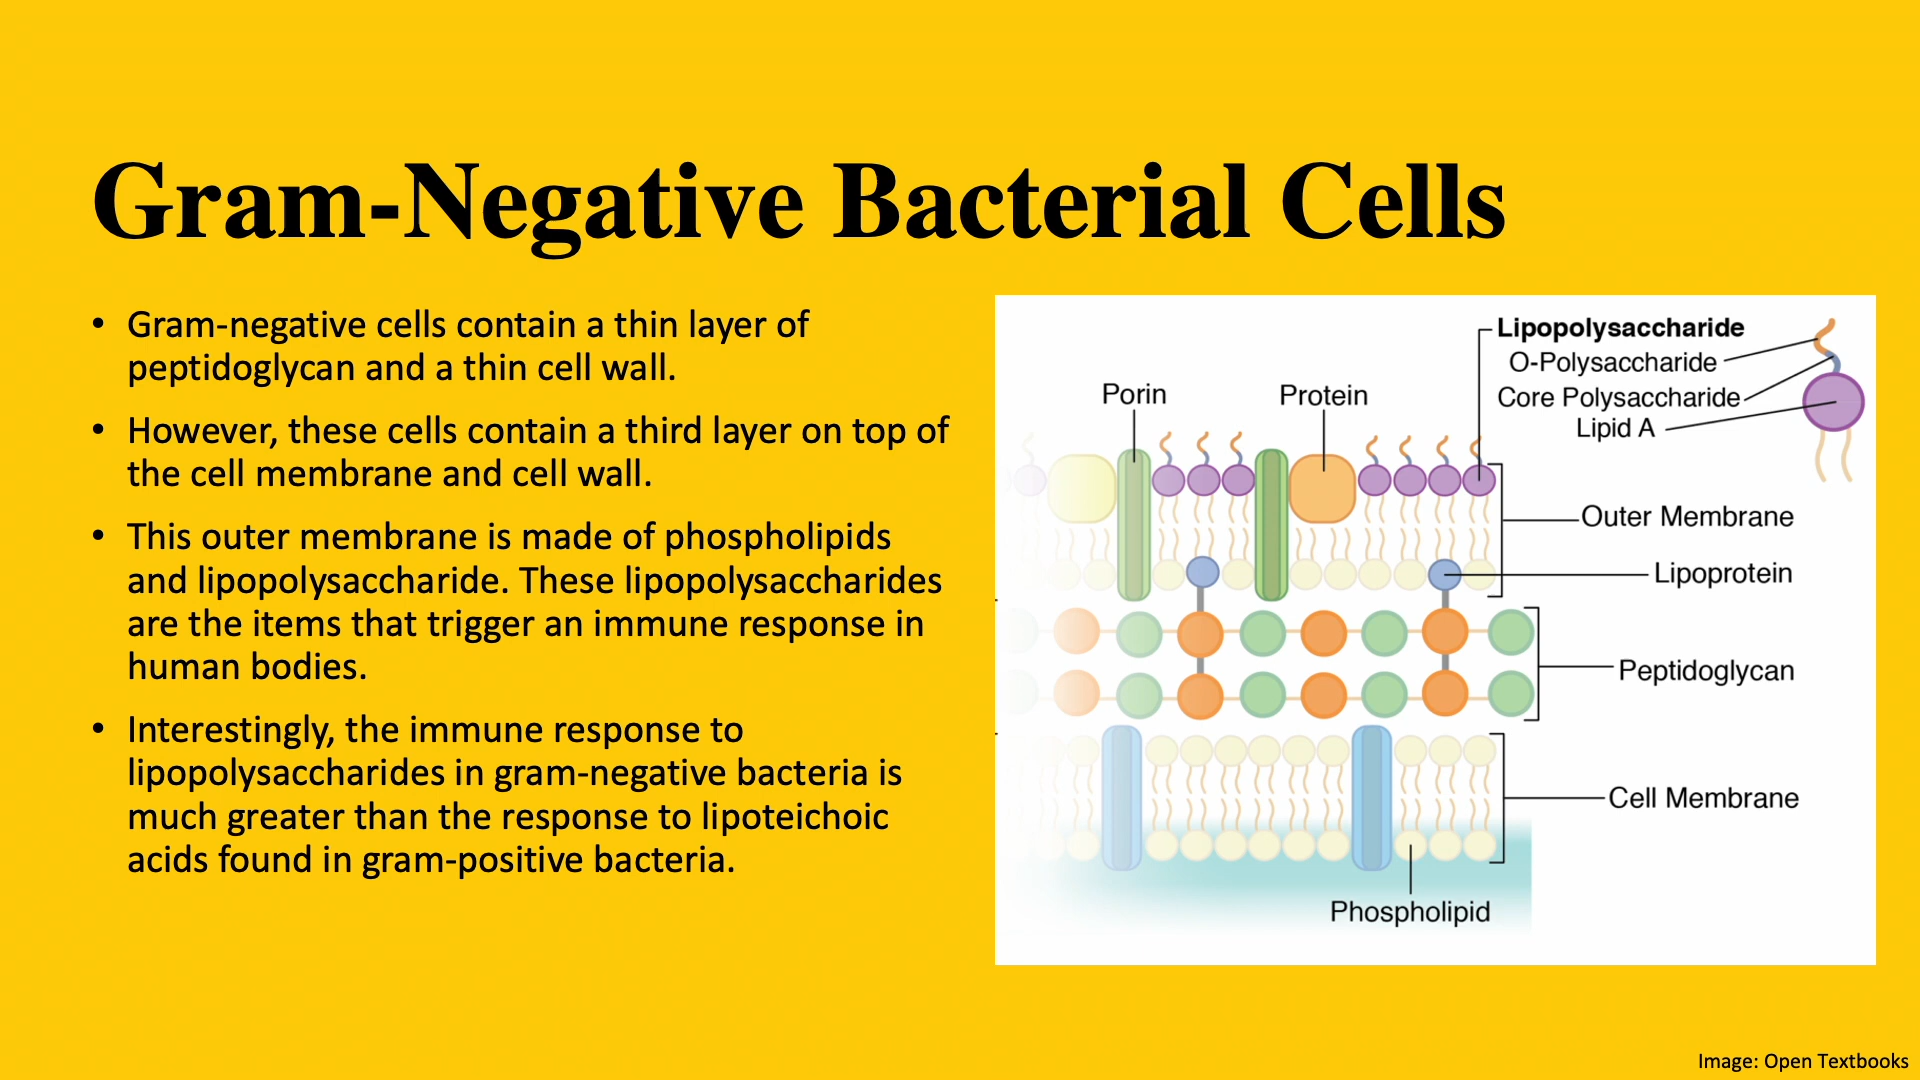 Gram-Negative Bacterial Cells
• Gram-negative cells contain a thin layer of
peptidoglycan and a thin cell wall.
• However, these cells contain a third layer on top of
the cell membrane and cell wall.
• This outer membrane is made of phospholipids
and lipopolysaccharide. These lipopolysaccharides
are the items that trigger an immune response in
human bodies.
• Interestingly, the immune response to
lipopolysaccharides in gram-negative bacteria is
much greater than the response to lipoteichoic
acids found in gram-positive bacteria.
Lipopolysaccharide
O-Polysaccharide
Core Polysaccharide
Lipid A
Porin
Protein
Outer Membrane
Lipoprotein
Peptidoglycan
Cell Membrane
Phospholipid
Image: Open Textbooks